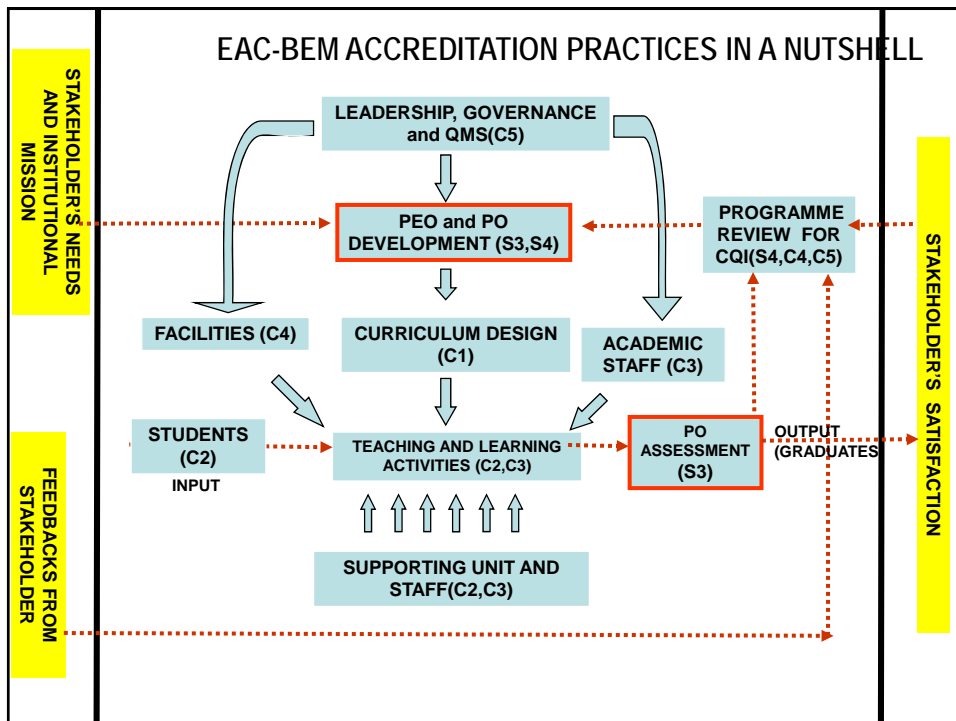 EAC-BEM ACCREDITATION PRACTICES IN A NUTSHELL
STAKEHOLDER'S NEEDS
AND INSTITUTIONAL
MISSION
LEADERSHIP, GOVERNANCE
and QMS(C5)
PEO and PO
DEVELOPMENT (S3,S4)
PROGRAMME
REVIEW FOR
CQI(S4,C4,C5)
FACILITIES (C4)
CURRICULUM DESIGN
(C1)
ACADEMIC
STAFF (C3)
STUDENTS
(C2)
INPUT
TEACHING AND LEARNING
ACTIVITIES (C2,C3)
PO
ASSESSMENT
(S3)
OUTPUT
(GRADUATES
SUPPORTING UNIT AND
STAFF(C2,C3)
FEEDBACKS FROM
STAKEHOLDER
STAKEHOLDER'S SATISFACTION